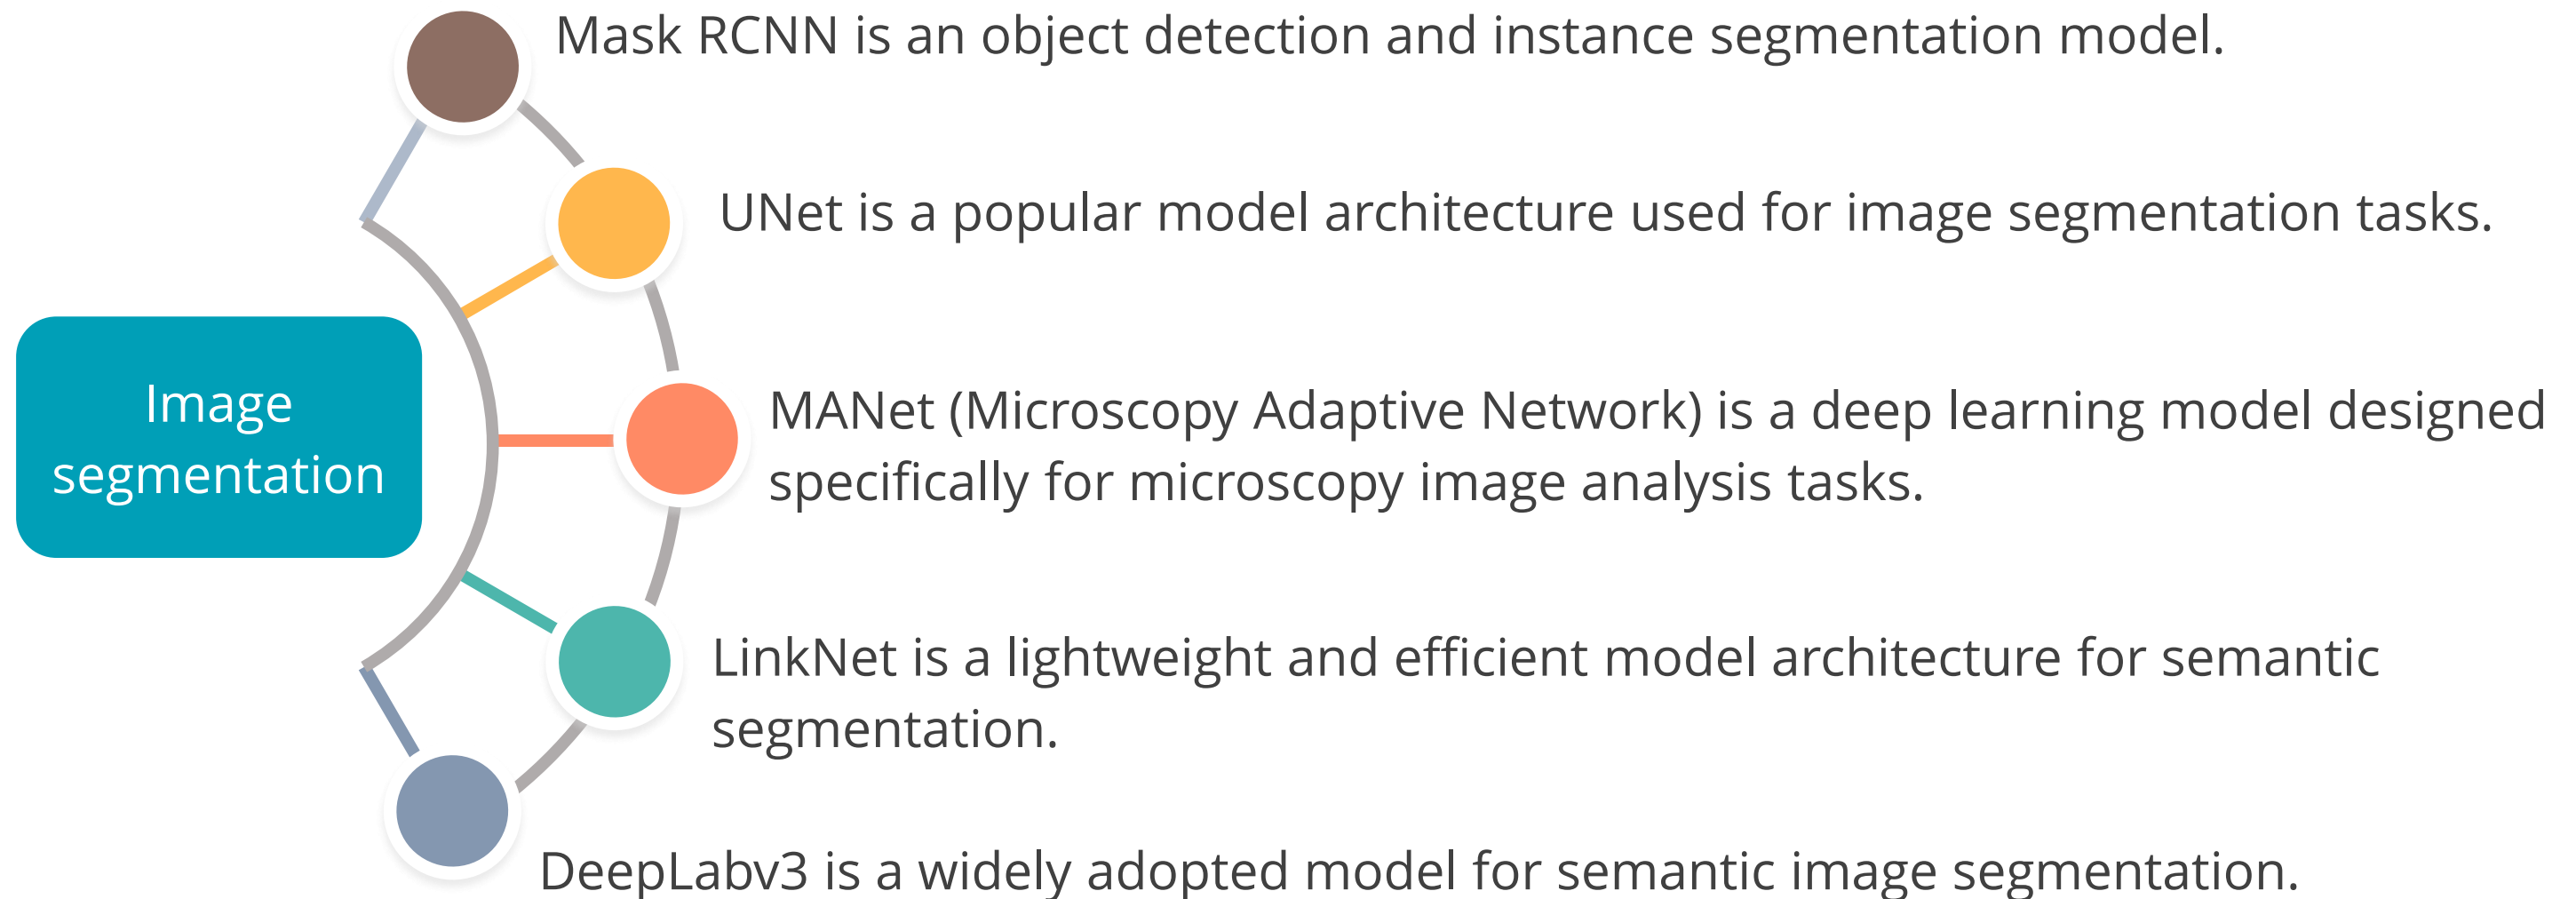 Mask RCNN is an object detection and instance segmentation model.
UNet is a popular model architecture used for image segmentation tasks.
Image
segmentation
MANet (Microscopy Adaptive Network) is a deep learning model designed
specifically for microscopy image analysis tasks.
LinkNet is a lightweight and efficient model architecture for semantic
segmentation.
DeepLabv3 is a widely adopted model for semantic image segmentation.